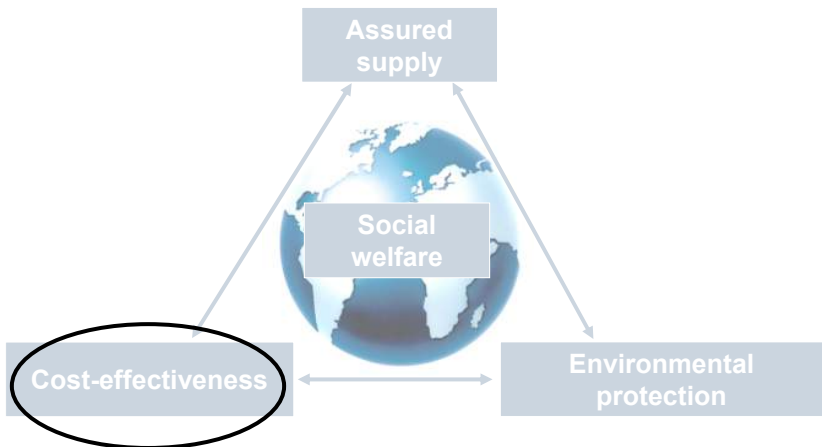 Assured
supply
Social
welfare
Cost-effectiveness
Environmental
protection